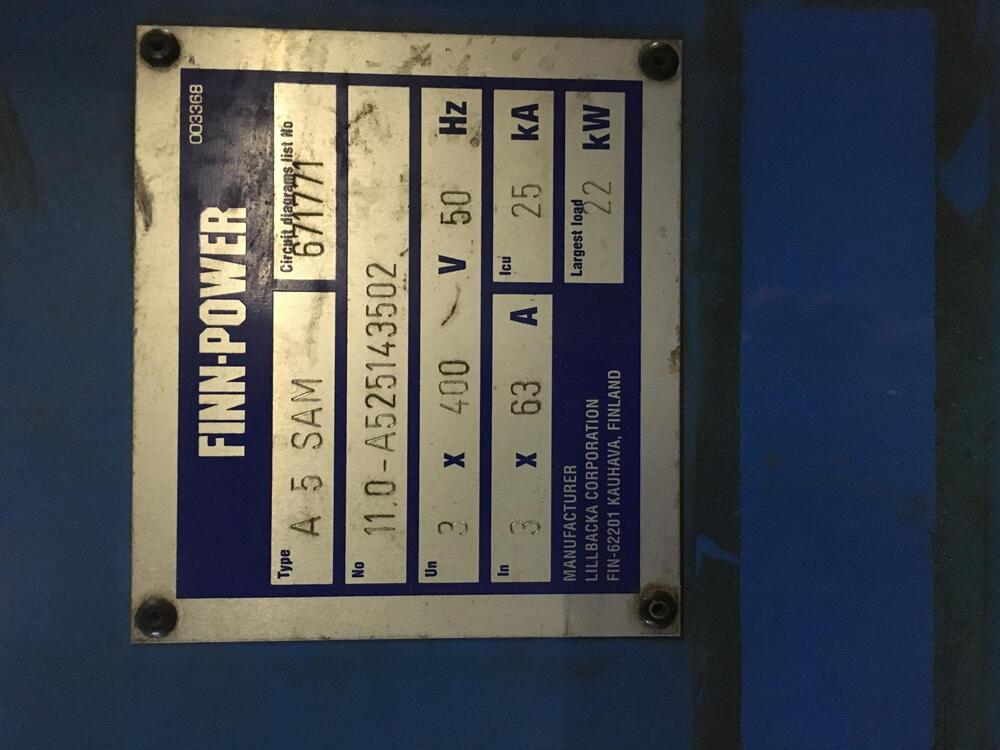 003368
FINN-POWER
Type A 5 SAM
Circuit diagrams list No 671771
No 11.0-A525143502
Un 3 x 400 ~ V 50 Hz
In 3 x 63 A
Icu 25 kA
Largest load 22 kW
MANUFACTURER
LILLBACKA CORPORATION
FIN-62201 KAUHAVA, FINLAND